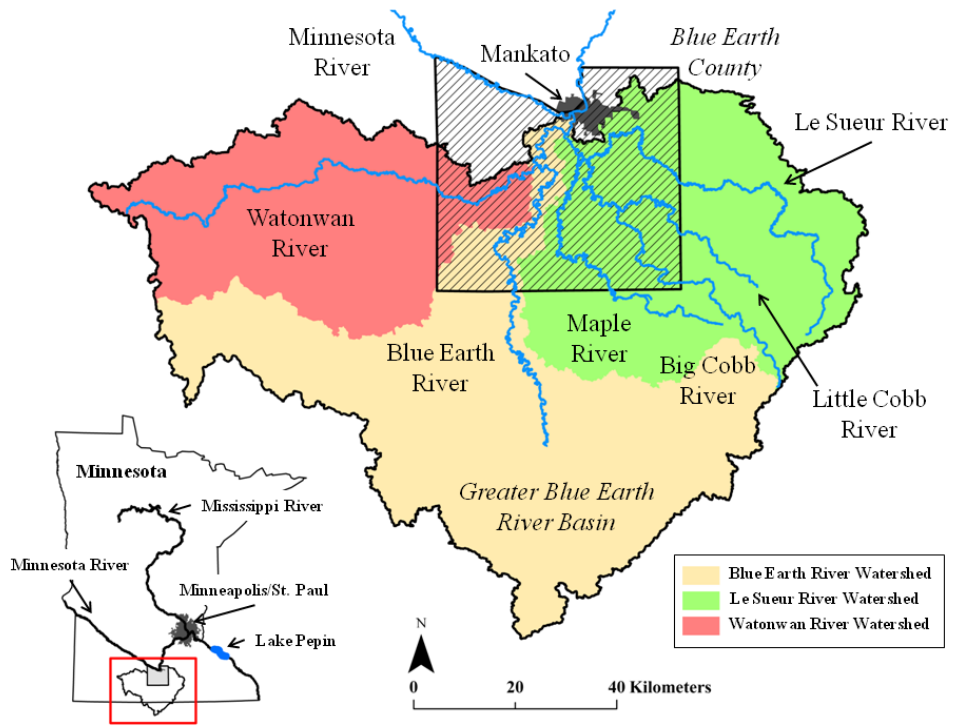 Minnesota
River
Mankato
Blue Earth
County
Le Sueur River
Watonwan
River
Maple
River
Blue Earth
River
Big Cobb
River
Little Cobb
River
Greater Blue Earth
River Basin
Minnesota
Mississippi River
Minnesota River
Minneapolis/St. Paul
Lake Pepin
Blue Earth River Watershed
Le Sueur River Watershed
Watonwan River Watershed
N
0 20 40 Kilometers